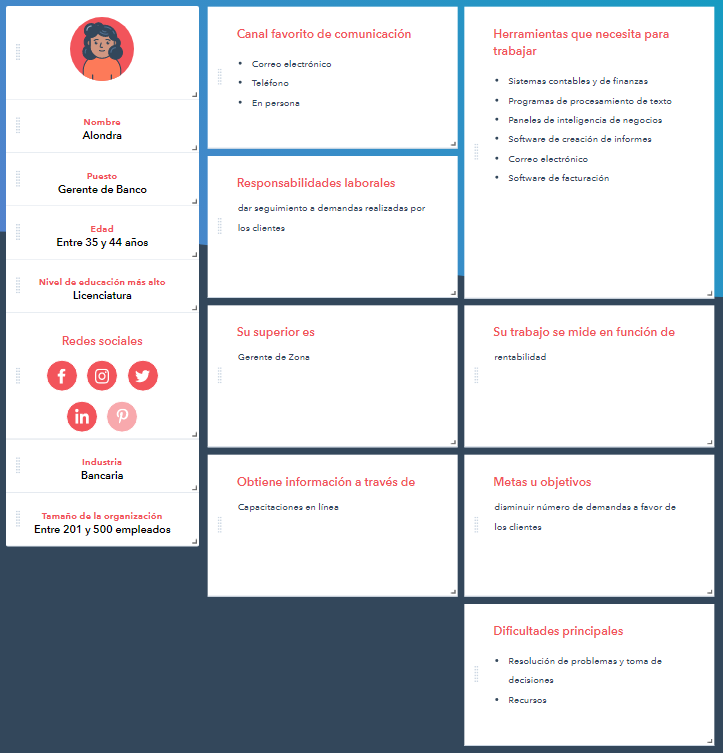 Nombre
Alondra
Puesto
Gerente de Banco
Edad
Entre 35 y 44 años
Nivel de educación más alto
Licenciatura
Redes sociales
Industria
Bancaria
Tamaño de la organización
Entre 201 y 500 empleados
Canal favorito de comunicación
• Correo electrónico
• Teléfono
• En persona
Responsabilidades laborales
dar seguimiento a demandas realizadas por
los clientes
Su superior es
Gerente de Zona
Obtiene información a través de
Capacitaciones en línea
Herramientas que necesita para
trabajar
• Sistemas contables y de finanzas
• Programas de procesamiento de texto
• Paneles de inteligencia de negocios
• Software de creación de informes
• Correo electrónico
• Software de facturación
Su trabajo se mide en función de
rentabilidad
Metas u objetivos
disminuir número de demandas a favor de
los clientes
Dificultades principales
• Resolución de problemas y toma de
decisiones
• Recursos